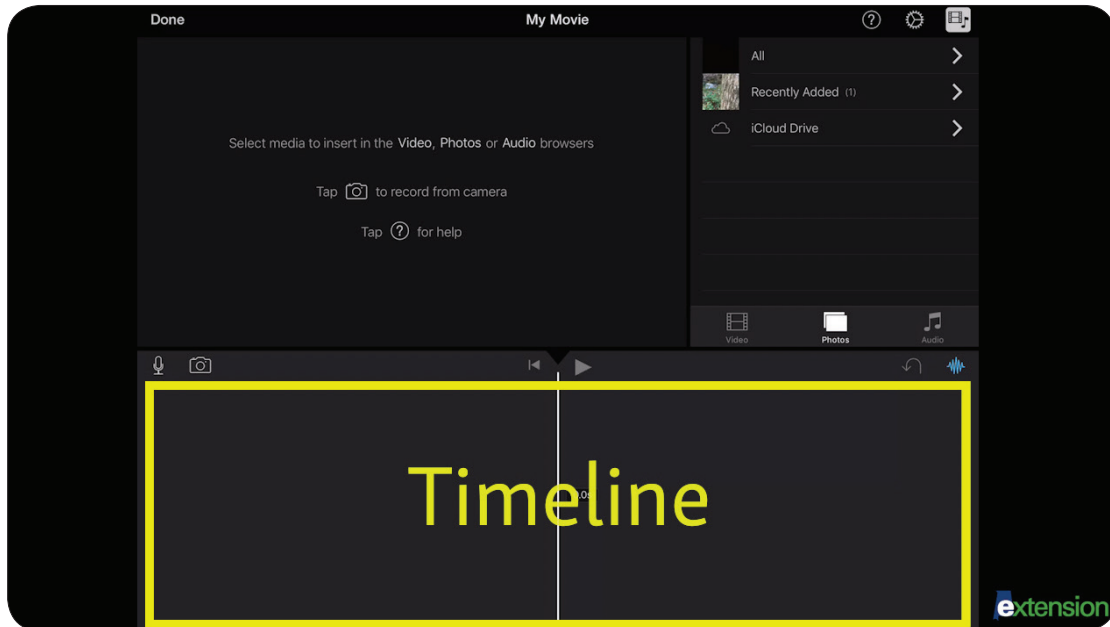 Done
My Movie
All
Recently Added (1)
iCloud Drive
Select media to insert in the Video, Photos or Audio browsers
Tap to record from camera
Tap ? for help
Video
Photos
Audio
Timeline
extension